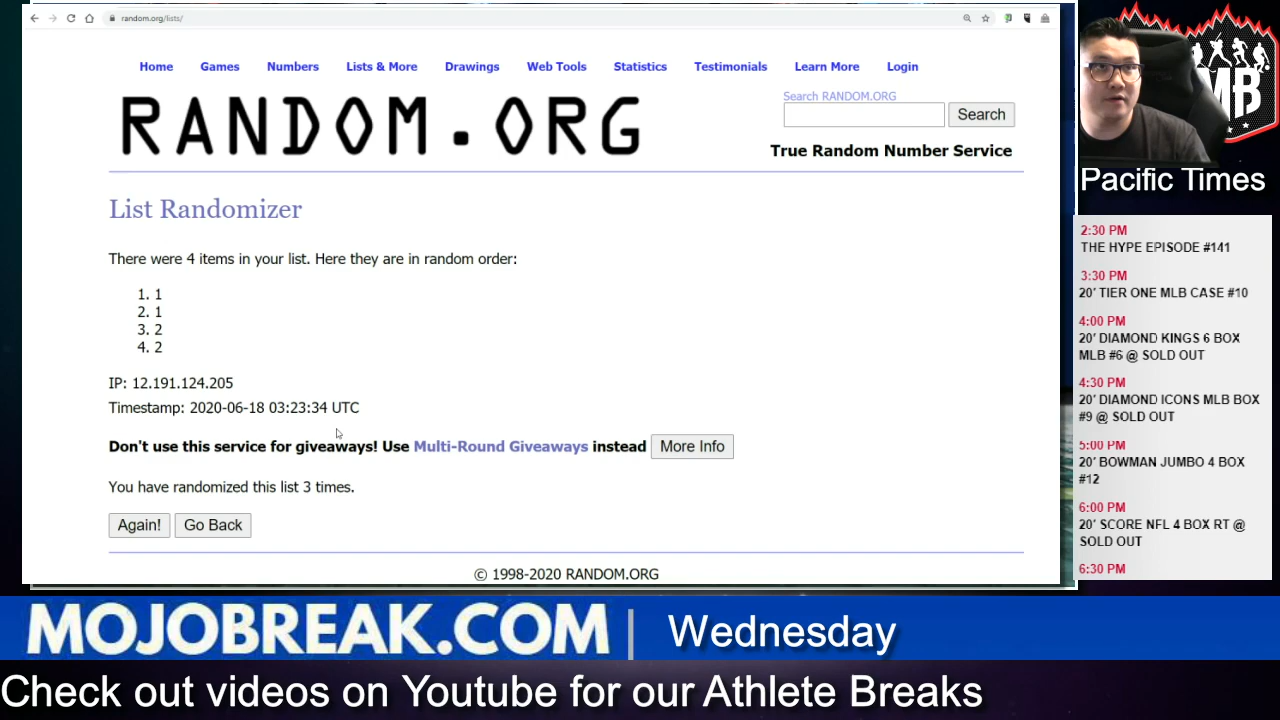 random.org/lists/
Home Games Numbers Lists & More Drawings Web Tools Statistics Testimonials Learn More Login
RANDOM.ORG
Search RANDOM.ORG
Search
True Random Number Service
List Randomizer
There were 4 items in your list. Here they are in random order:
1. 1
2. 1
3. 2
4. 2
IP: 12.191.124.205
Timestamp: 2020-06-18 03:23:34 UTC
Don't use this service for giveaways! Use Multi-Round Giveaways instead More Info
You have randomized this list 3 times.
Again! Go Back
© 1998-2020 RANDOM.ORG
MB
Pacific Times
2:30 PM
THE HYPE EPISODE #141
3:30 PM
20' TIER ONE MLB CASE #10
4:00 PM
20' DIAMOND KINGS 6 BOX
MLB #6 @ SOLD OUT
4:30 PM
20' DIAMOND ICONS MLB BOX
#9 @ SOLD OUT
5:00 PM
20' BOWMAN JUMBO 4 BOX
#12
6:00 PM
20' SCORE NFL 4 BOX RT @
SOLD OUT
6:30 PM
MOJOBREAK.COM | Wednesday
Check out videos on Youtube for our Athlete Breaks